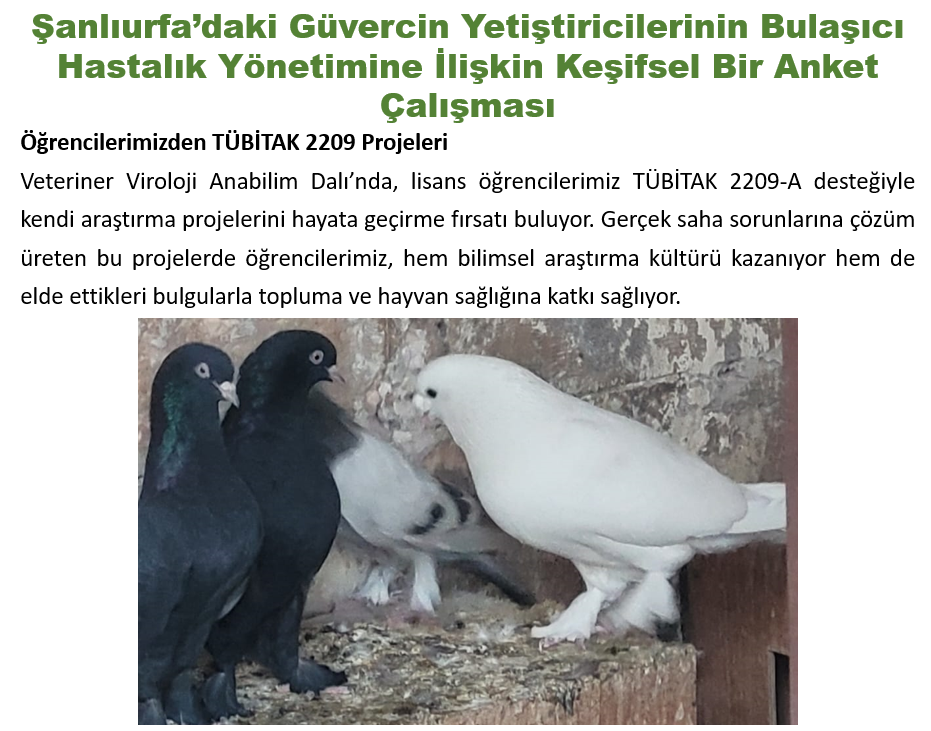 Şanlıurfa’daki Güvercin Yetiştiricilerinin Bulaşıcı
Hastalık Yönetimine İlişkin Keşifsel Bir Anket
Çalışması
Öğrencilerimizden TÜBİTAK 2209 Projeleri
Veteriner Viroloji Anabilim Dalı’nda, lisans öğrencilerimiz TÜBİTAK 2209-A desteğiyle
kendi araştırma projelerini hayata geçirme fırsatı buluyor. Gerçek saha sorunlarına çözüm
üreten bu projelerde öğrencilerimiz, hem bilimsel araştırma kültürü kazanıyor hem de
elde ettikleri bulgularla topluma ve hayvan sağlığına katkı sağlıyor.